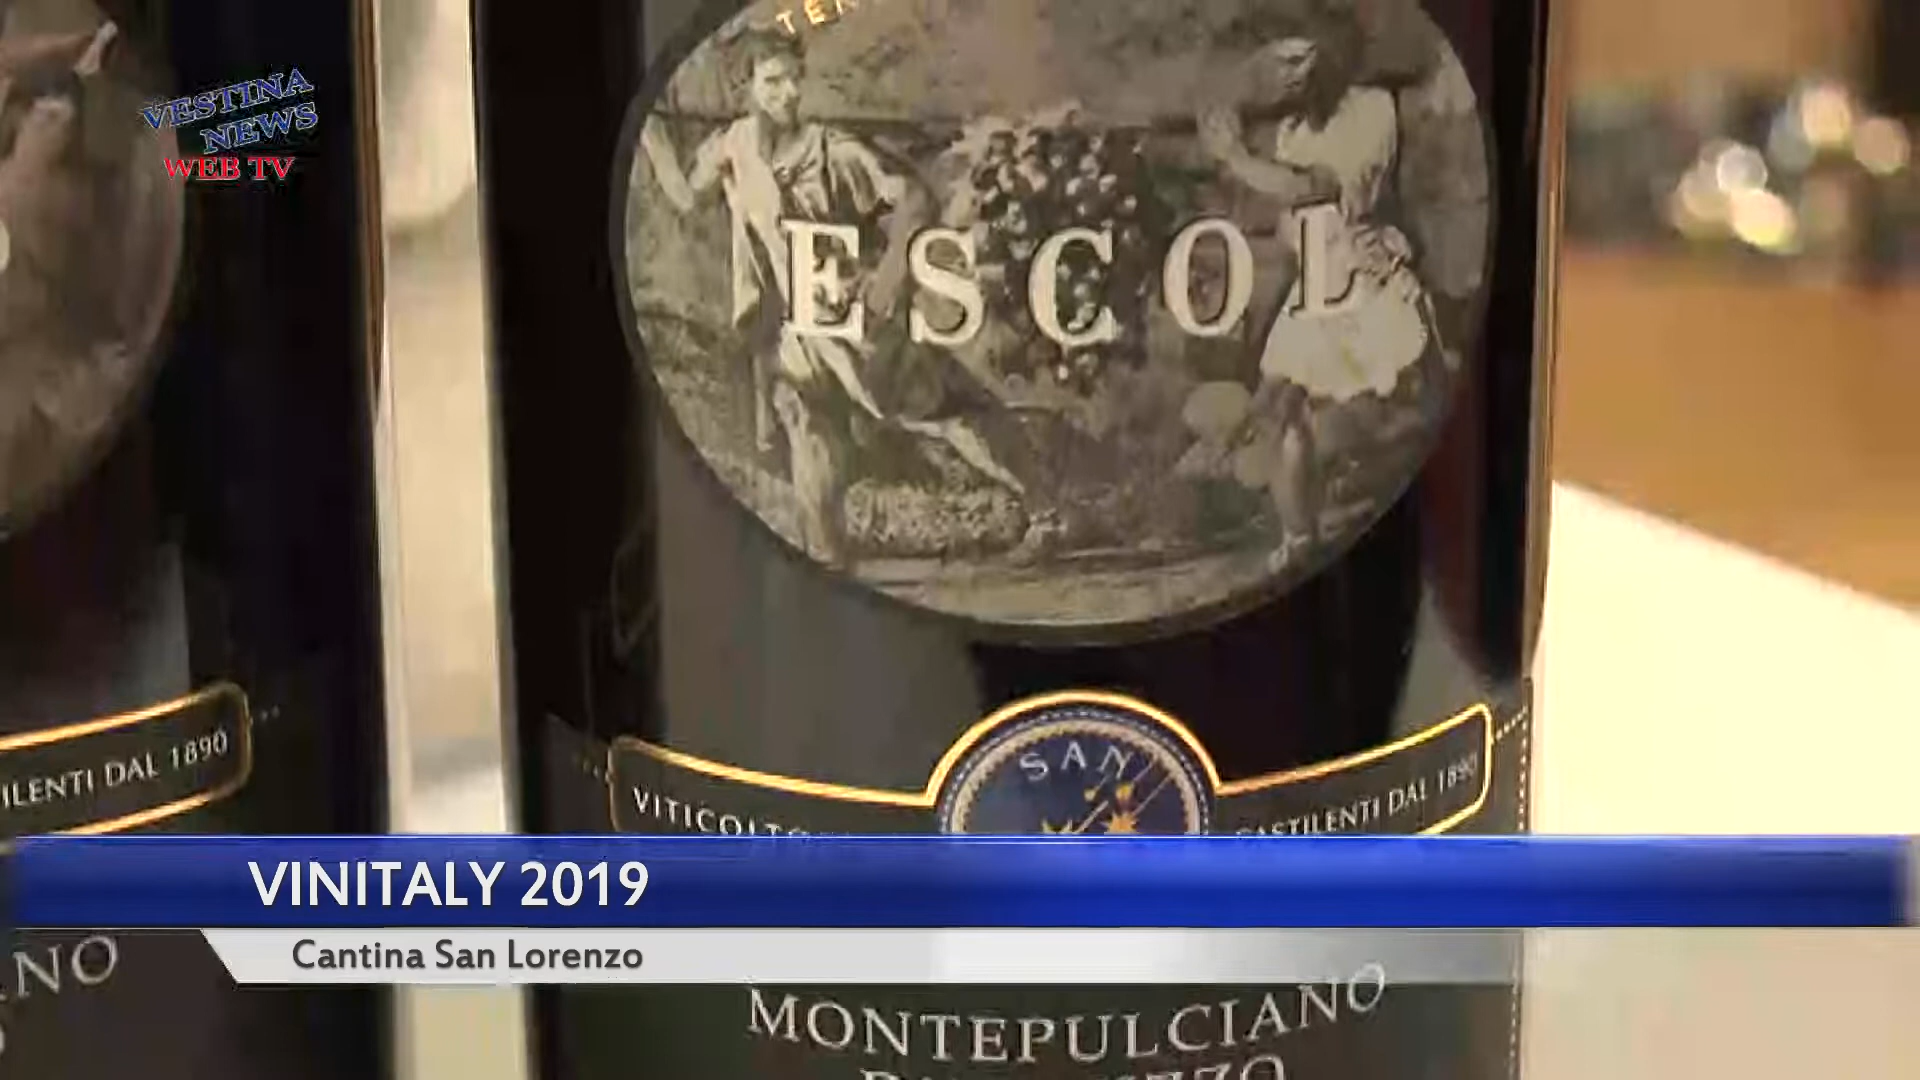 VESTINA
NEWS
WEB TV
ESCOL
SAN
ILENTI DAL 1890
VITICOLTO
CASTILENTI DAL 1890
VINITALY 2019
Cantina San Lorenzo
NO
MONTEPULCIANO